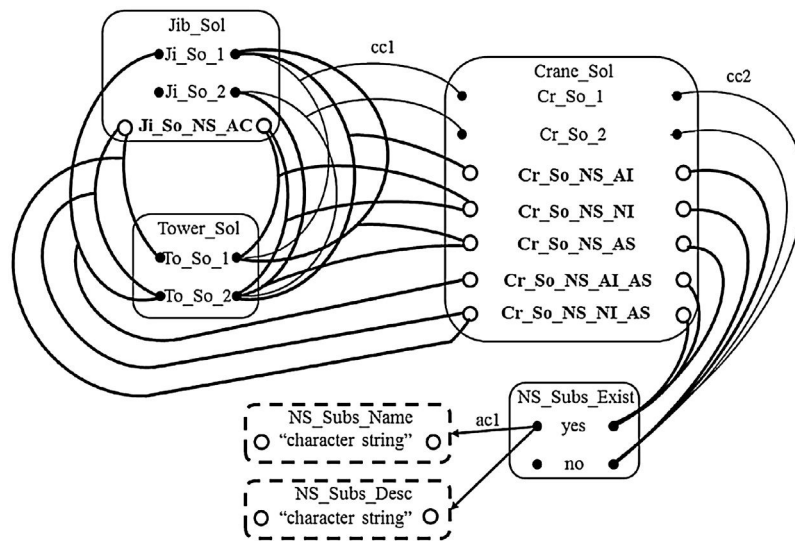 Jib_Sol
Ji_So_1
Ji_So_2
Ji_So_NS_AC
cc1
Crane_Sol
Cr_So_1
Cr_So_2
Cr_So_NS_AI
Cr_So_NS_NI
Cr_So_NS_AS
Cr_So_NS_AI_AS
Cr_So_NS_NI_AS
cc2
Tower_Sol
To_So_1
To_So_2
NS_Subs_Exist
yes
no
ac1
NS_Subs_Name
“character string”
NS_Subs_Desc
“character string”